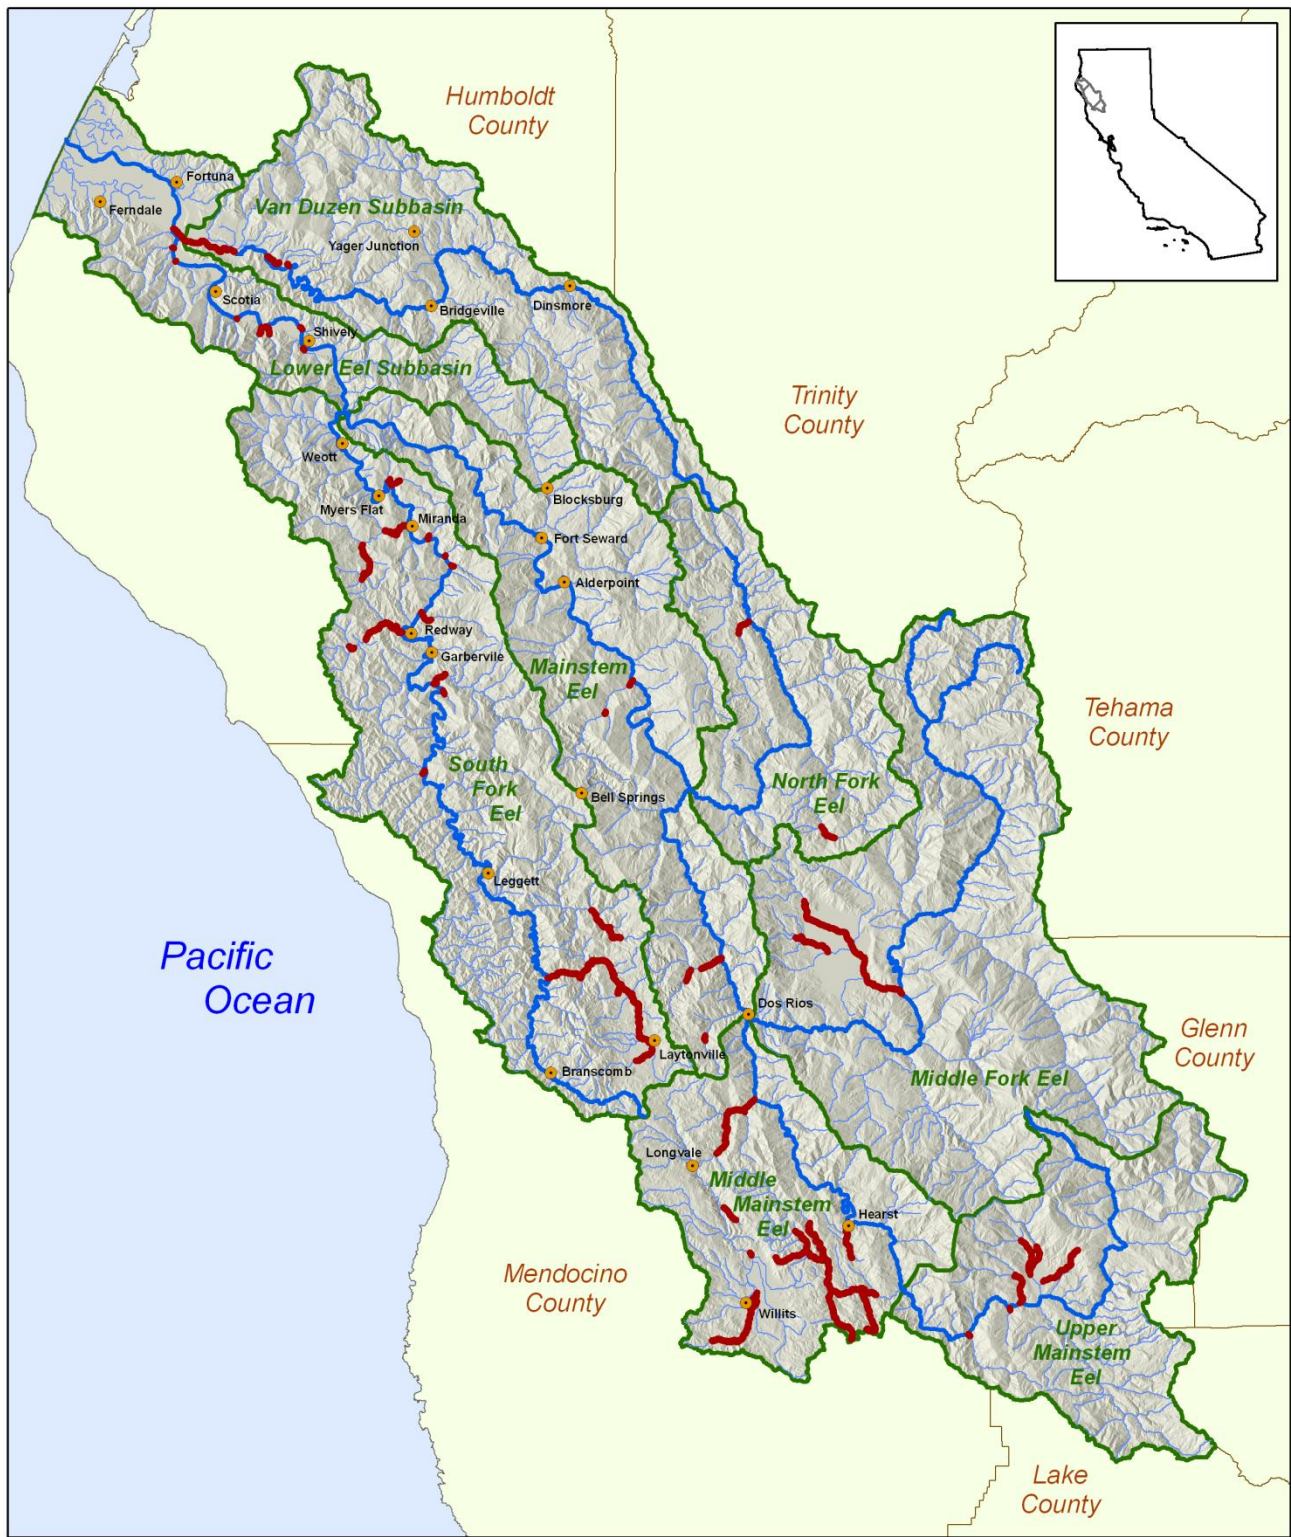 Humboldt
County
Fortuna
Ferndale
Van Duzen Subbasin
Yager Junction
Scotia
Bridgeville
Dinsmore
Shively
Lower Eel Subbasin
Trinity
County
Weott
Blocksburg
Myers Flat
Miranda
Fort Seward
Alderpoint
Redway
Garbervile
Mainstem
Eel
Tehama
County
South
Fork
Eel
North Fork
Eel
Bell Springs
Leggett
Pacific
Ocean
Dos Rios
Glenn
County
Laytonville
Branscomb
Middle Fork Eel
Longvale
Middle
Mainstem
Eel
Hearst
Mendocino
County
Willits
Upper
Mainstem
Eel
Lake
County